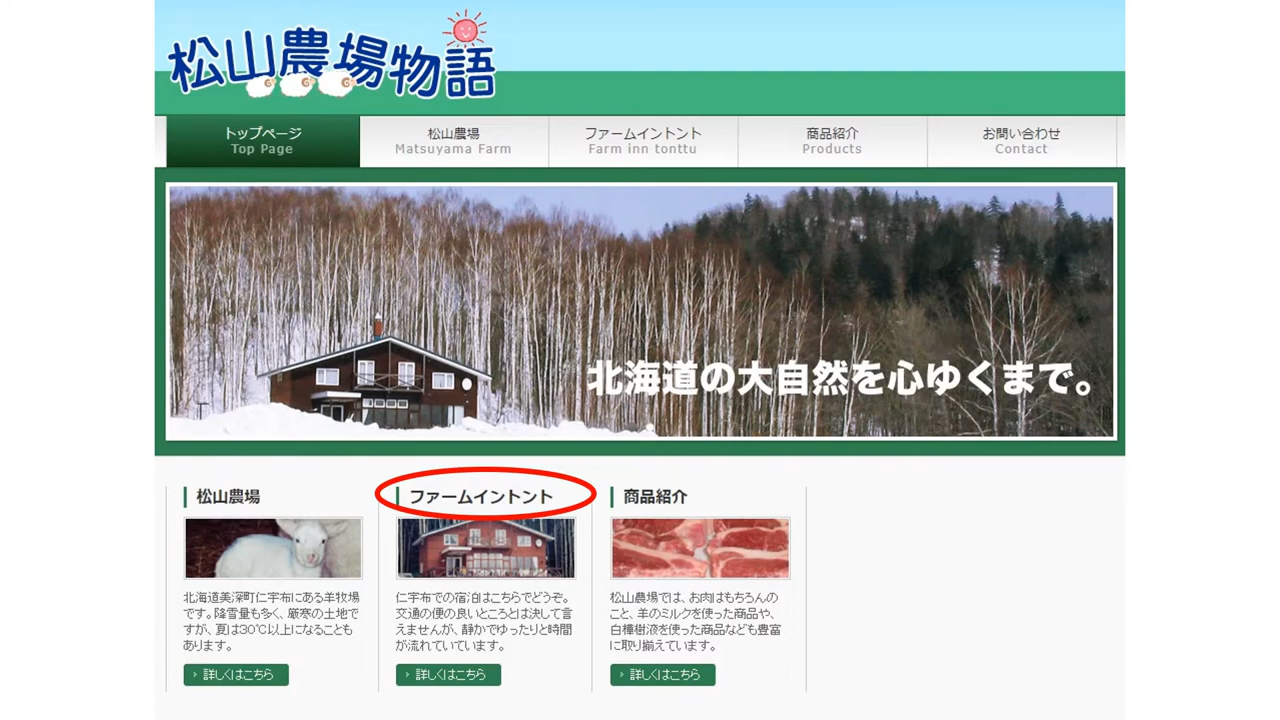 松山農場物語
トップページ
Top Page
松山農場
Matsuyama Farm
ファームイントント
Farm inn tonttu
商品紹介
Products
お問い合わせ
Contact
北海道の大自然を心ゆくまで。
松山農場
北海道美深町仁宇布にある羊牧場
です。降雪量も多く、厳寒の土地で
すが、夏は30℃以上になることも
あります。
詳しくはこちら
ファームイントント
仁宇布での宿泊はこちらでどうぞ。
交通の便の良いところとは決して言
えませんが、静かでゆったりと時間
が流れていています。
詳しくはこちら
商品紹介
松山農場では、お肉はもちろんの
こと、羊のミルクを使った商品や、
白樺樹液を使った商品なども豊富
に取り揃えています。
詳しくはこちら